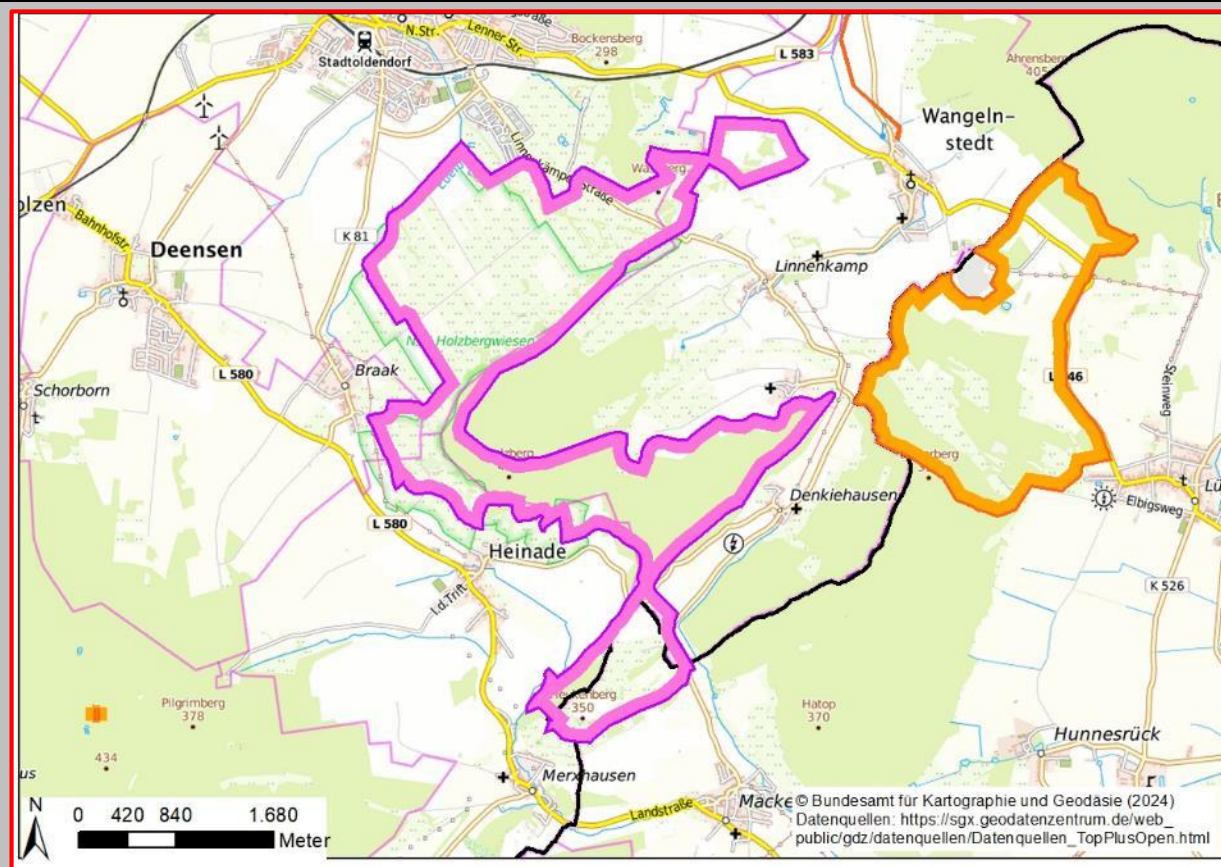 N.Str.
Lenner Str.
Bockensberg
298
L 583
Ahrensberg
405
Stadtoldendorf
Wangeln-
stedt
K 81
Bahnhofstr.
Deensen
Linnenkamp
N
Holzbergwiesen
Braak
L 580
Schorborn
Steinweg
Denkiehausen
L 580
Heinade
Elbigsweg
I.d.Trift
K 526
Pilgrimberg
378
350
Hatop
370
Hunnesrück
434
Merxhausen
Landstraße
N
0 420 840 1.680
Meter
© Bundesamt für Kartographie und Geodäsie (2024)
Datenquellen: https://sgx.geodatenzentrum.de/web_
public/gdz/datenquellen/Datenquellen_TopPlusOpen.html